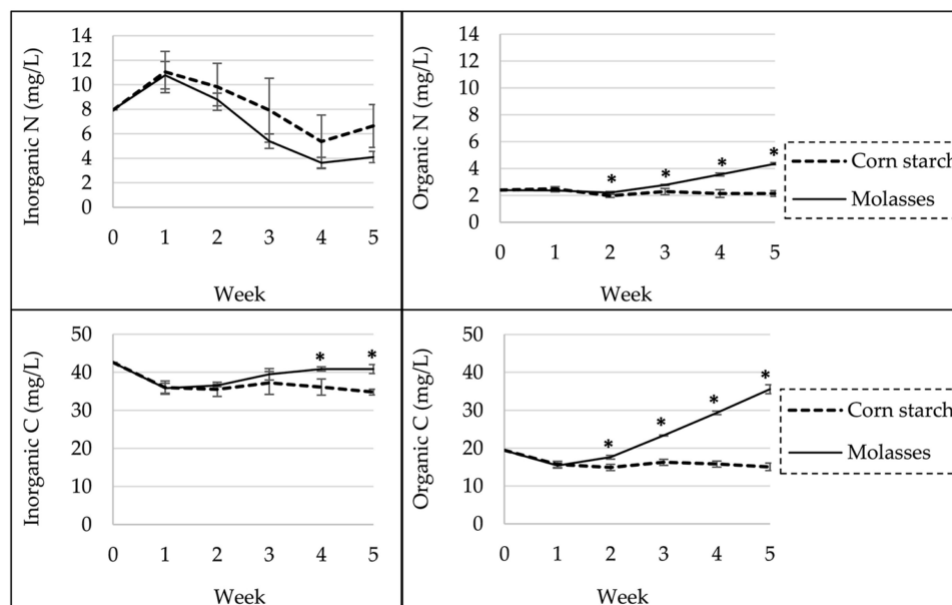 Inorganic N (mg/L)
14
12
10
8
6
4
2
0
0 1 2 3 4 5
Week
Organic N (mg/L)
14
12
10
8
6
4
2
0
* * * *
0 1 2 3 4 5
Week
Corn starch
Molasses
Inorganic C (mg/L)
50
40
30
20
10
0
* *
0 1 2 3 4 5
Week
Organic C (mg/L)
50
40
30
20
10
0
* * * *
0 1 2 3 4 5
Week
Corn starch
Molasses